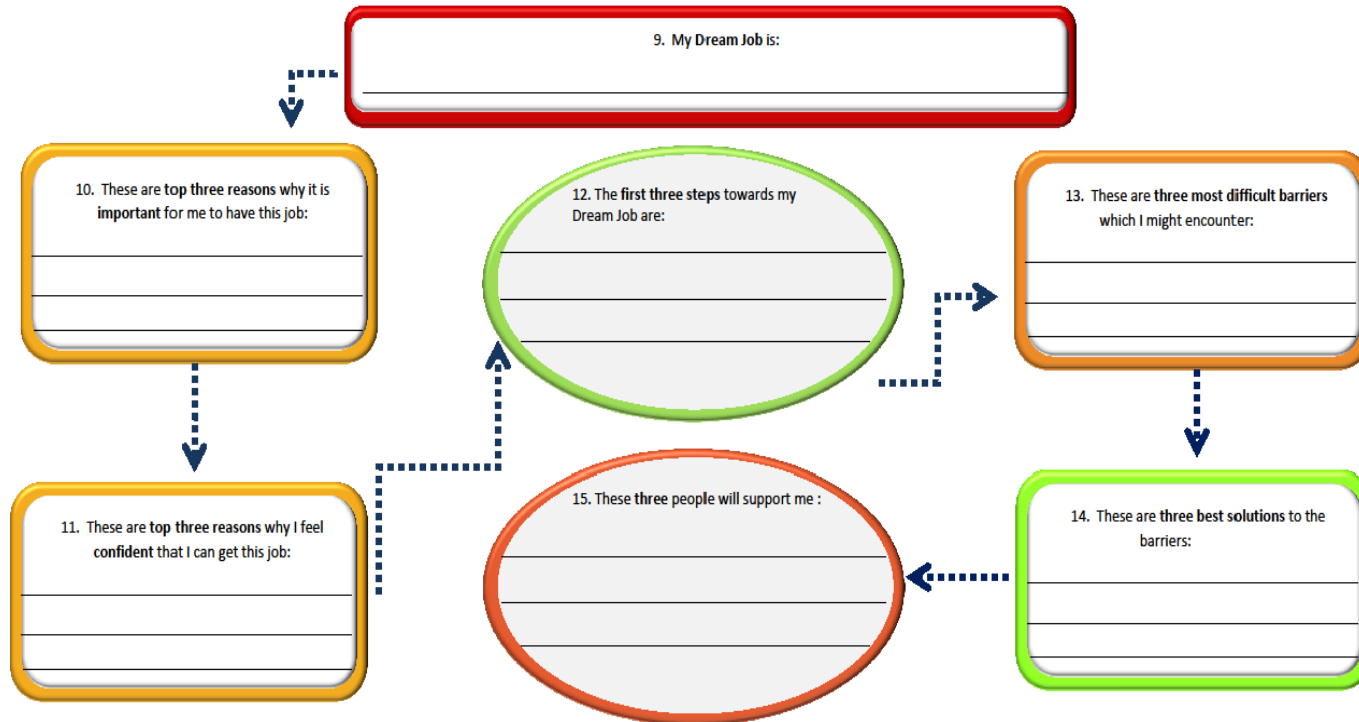 9. My Dream Job is:
10. These are top three reasons why it is
important for me to have this job:
11. These are top three reasons why I feel
confident that I can get this job:
12. The first three steps towards my
Dream Job are:
13. These are three most difficult barriers
which I might encounter:
14. These are three best solutions to the
barriers:
15. These three people will support me :